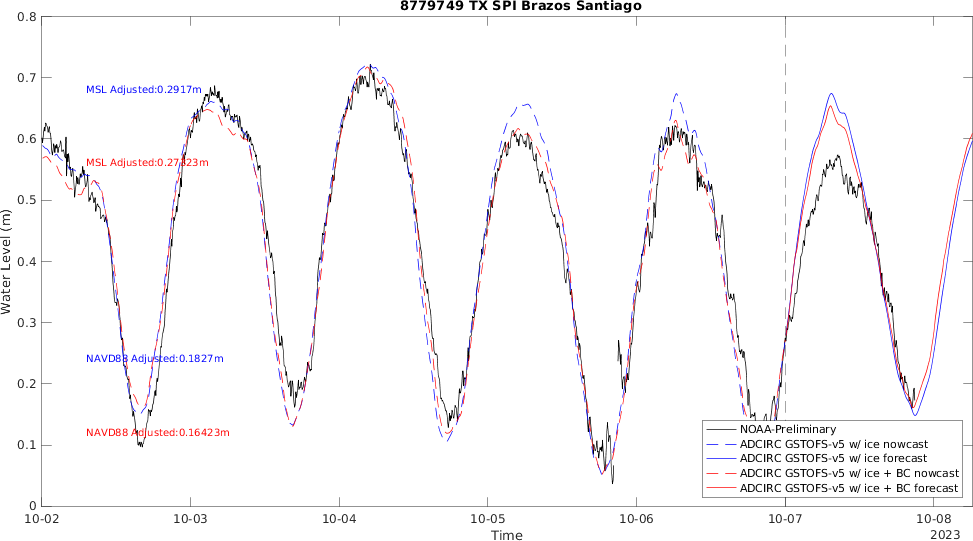 8779749 TX SPI Brazos Santiago
0.8
0.7
0.6
0.5
0.4
0.3
0.2
0.1
0
Water Level (m)
MSL Adjusted:0.2917m
MSL Adjusted:0.27323m
NAVD88 Adjusted:0.1827m
NAVD88 Adjusted:0.16423m
NOAA-Preliminary
ADCIRC GSTOFS-v5 w/ ice nowcast
ADCIRC GSTOFS-v5 w/ ice forecast
ADCIRC GSTOFS-v5 w/ ice + BC nowcast
ADCIRC GSTOFS-v5 w/ ice + BC forecast
10-02 10-03 10-04 10-05 10-06 10-07 10-08
Time
2023